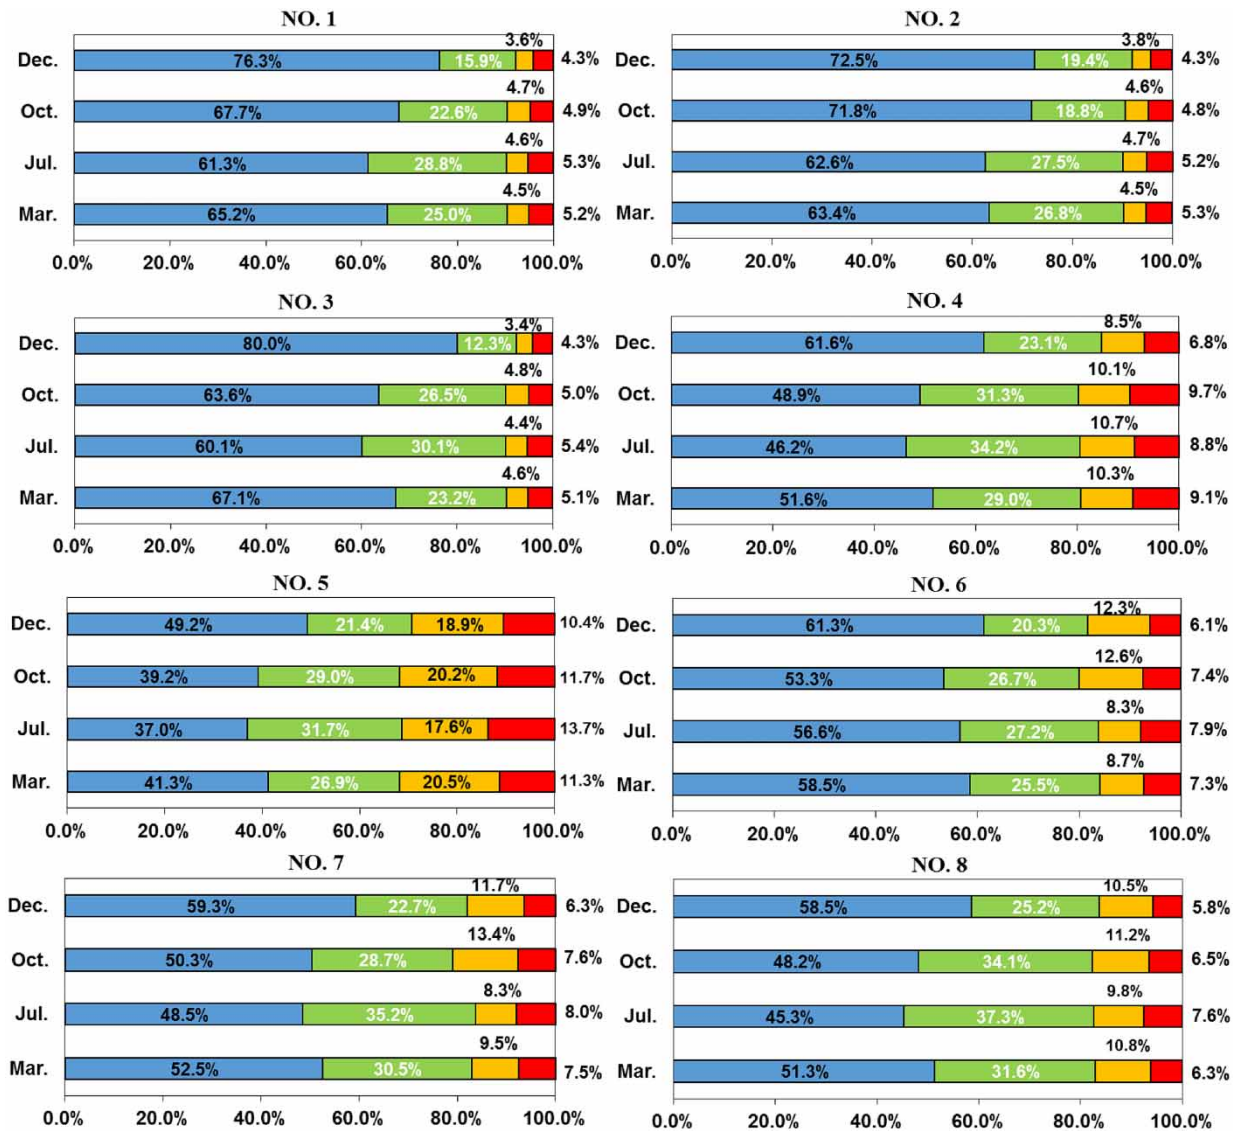 NO. 1
3.6%
Dec. 76.3% 15.9% 4.3%
4.7%
Oct. 67.7% 22.6% 4.9%
4.6%
Jul. 61.3% 28.8% 5.3%
4.5%
Mar. 65.2% 25.0% 5.2%
0.0% 20.0% 40.0% 60.0% 80.0% 100.0%
NO. 2
3.8%
Dec. 72.5% 19.4% 4.3%
4.6%
Oct. 71.8% 18.8% 4.8%
4.7%
Jul. 62.6% 27.5% 5.2%
4.5%
Mar. 63.4% 26.8% 5.3%
0.0% 20.0% 40.0% 60.0% 80.0% 100.0%
NO. 3
3.4%
Dec. 80.0% 12.3% 4.3%
4.8%
Oct. 63.6% 26.5% 5.0%
4.4%
Jul. 60.1% 30.1% 5.4%
4.6%
Mar. 67.1% 23.2% 5.1%
0.0% 20.0% 40.0% 60.0% 80.0% 100.0%
NO. 4
8.5%
Dec. 61.6% 23.1% 6.8%
10.1%
Oct. 48.9% 31.3% 9.7%
10.7%
Jul. 46.2% 34.2% 8.8%
10.3%
Mar. 51.6% 29.0% 9.1%
0.0% 20.0% 40.0% 60.0% 80.0% 100.0%
NO. 5
Dec. 49.2% 21.4% 18.9% 10.4%
Oct. 39.2% 29.0% 20.2% 11.7%
Jul. 37.0% 31.7% 17.6% 13.7%
Mar. 41.3% 26.9% 20.5% 11.3%
0.0% 20.0% 40.0% 60.0% 80.0% 100.0%
NO. 6
12.3%
Dec. 61.3% 20.3% 6.1%
12.6%
Oct. 53.3% 26.7% 7.4%
8.3%
Jul. 56.6% 27.2% 7.9%
8.7%
Mar. 58.5% 25.5% 7.3%
0.0% 20.0% 40.0% 60.0% 80.0% 100.0%
NO. 7
11.7%
Dec. 59.3% 22.7% 6.3%
13.4%
Oct. 50.3% 28.7% 7.6%
8.3%
Jul. 48.5% 35.2% 8.0%
9.5%
Mar. 52.5% 30.5% 7.5%
0.0% 20.0% 40.0% 60.0% 80.0% 100.0%
NO. 8
10.5%
Dec. 58.5% 25.2% 5.8%
11.2%
Oct. 48.2% 34.1% 6.5%
9.8%
Jul. 45.3% 37.3% 7.6%
10.8%
Mar. 51.3% 31.6% 6.3%
0.0% 20.0% 40.0% 60.0% 80.0% 100.0%